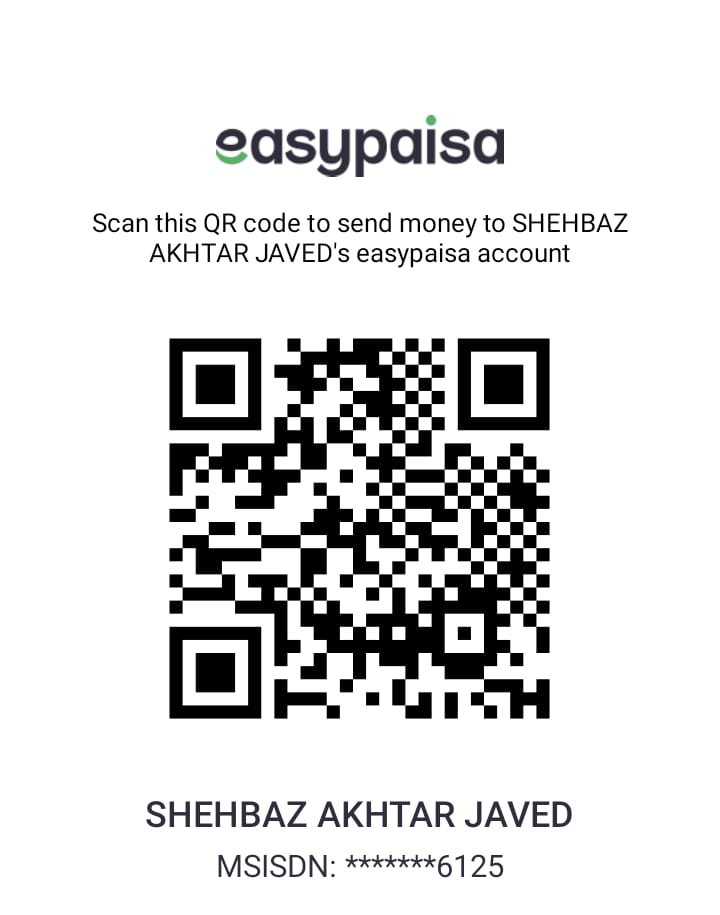 easypaisa
Scan this QR code to send money to SHEHBAZ
AKHTAR JAVED's easypaisa account
SHEHBAZ AKHTAR JAVED
MSISDN: *******6125